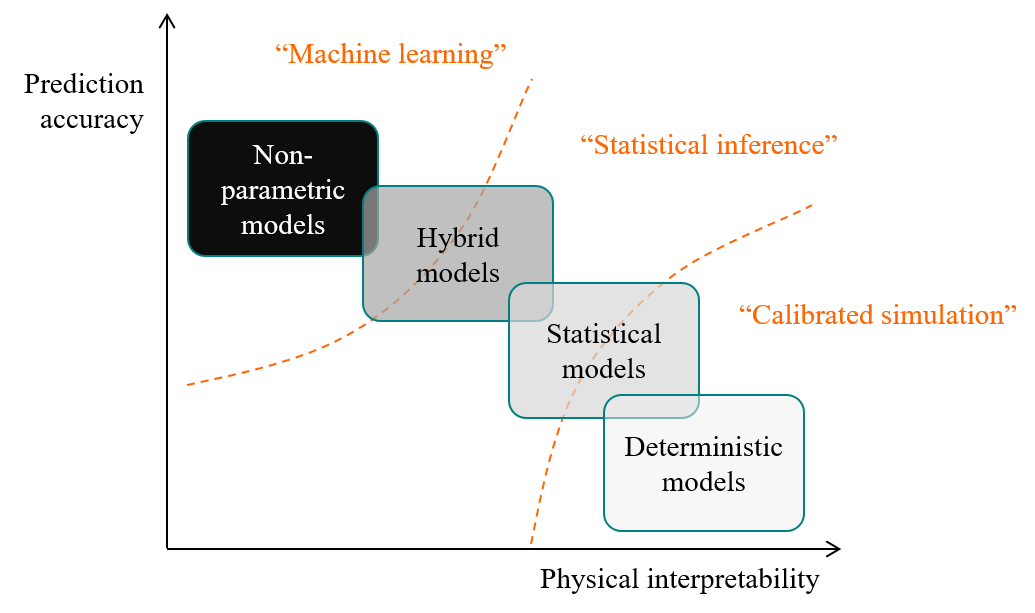 “Machine learning”
Prediction
accuracy
“Statistical inference”
Non-
parametric
models
Hybrid
models
“Calibrated simulation”
Statistical
models
Deterministic
models
Physical interpretability